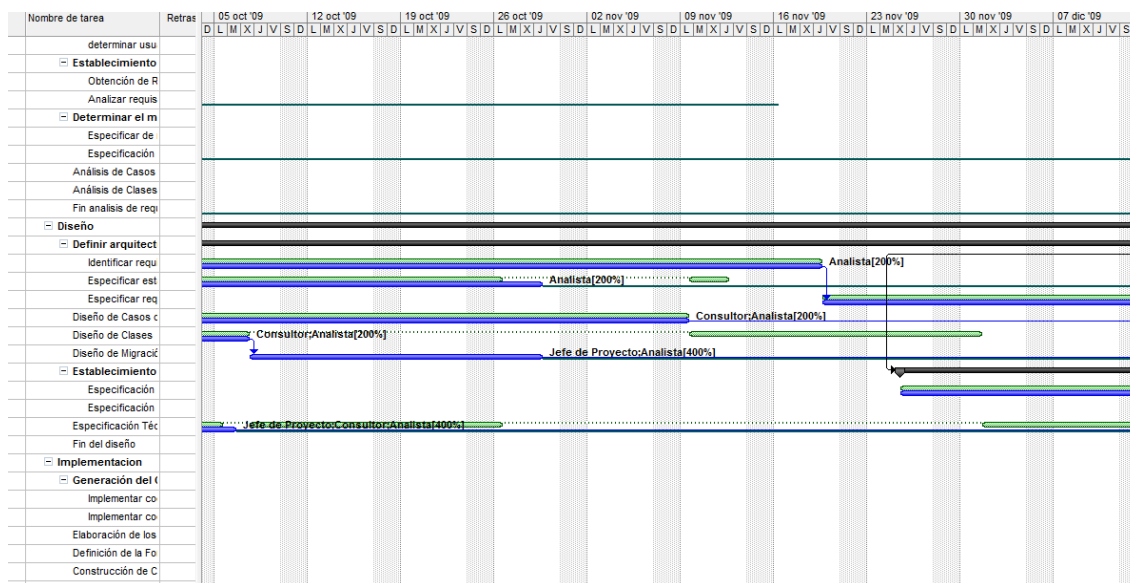 Nombre de tarea Retras 05 oct '09 12 oct '09 19 oct '09 26 oct '09 02 nov '09 09 nov '09 16 nov '09 23 nov '09 30 nov '09 07 dic '09
D L M X J V S D L M X J V S D L M X J V S D L M X J V S D L M X J V S D L M X J V S D L M X J V S D L M X J V S D L M X J V S D L M X J V S
determinar usu
Establecimiento
Obtención de R
Analizar requis
Determinar el m
Especificar de
Especificación
Análisis de Casos
Análisis de Clases
Fin analisis de requ
Diseño
Definir arquitect
Identificar requ Analista[200%]
Especificar est Analista[200%]
Especificar req
Diseño de Casos c Consultor;Analista[200%]
Diseño de Clases Consultor;Analista[200%]
Diseño de Migració Jefe de Proyecto;Analista[400%]
Establecimiento
Especificación
Especificación
Especificación Téc Jefe de Proyecto;Consultor;Analista[400%]
Fin del diseño
Implementacion
Generación del (
Implementar co
Implementar co
Elaboración de los
Definición de la Fo
Construcción de C